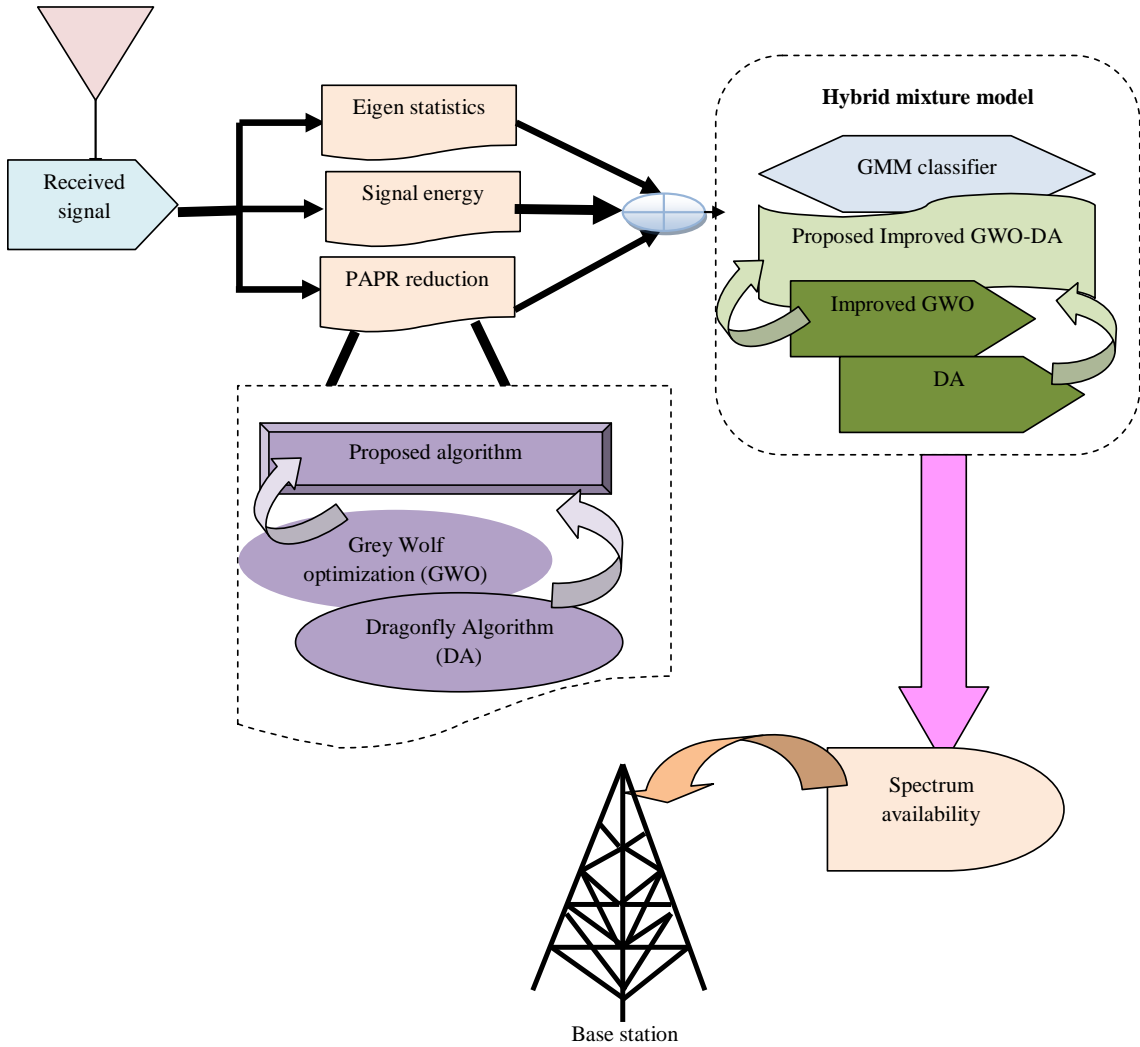 Received
signal
Eigen statistics
Signal energy
PAPR reduction
Hybrid mixture model
GMM classifier
Proposed Improved GWO-DA
Improved GWO
DA
Proposed algorithm
Grey Wolf
optimization (GWO)
Dragonfly Algorithm
(DA)
Spectrum
availability
Base station